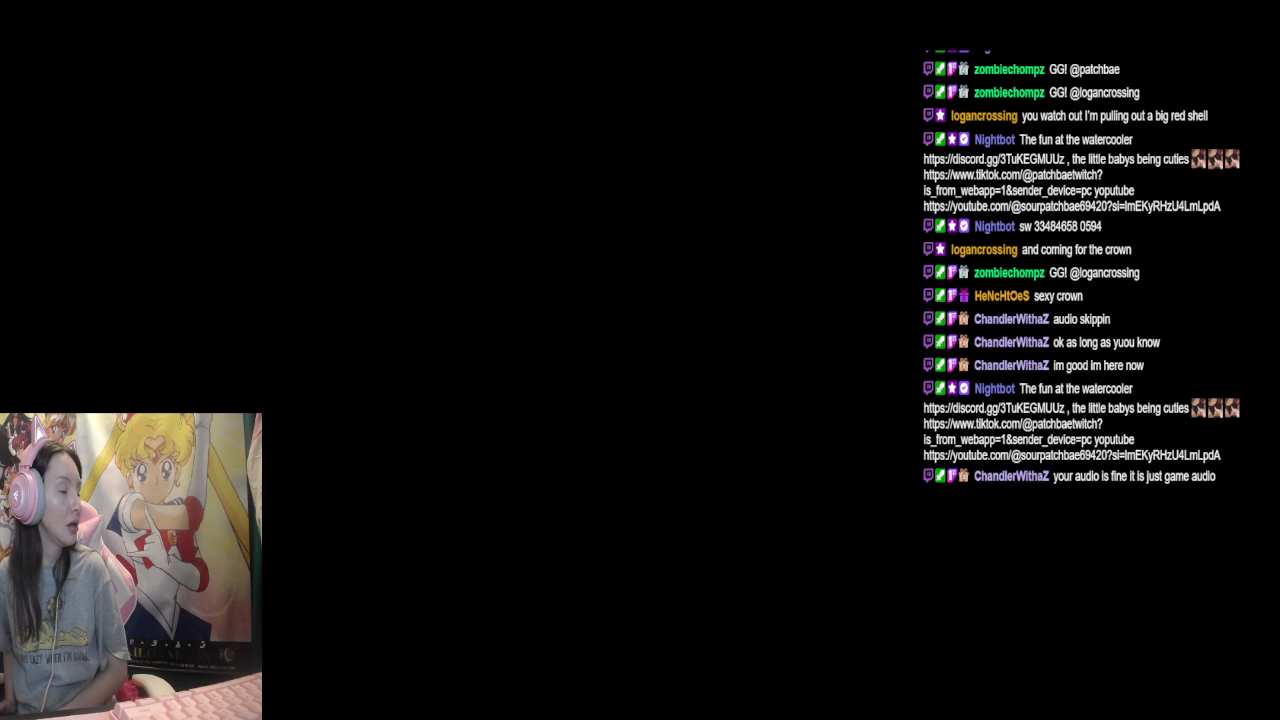 zombiechompz GG! @patchbae
zombiechompz GG! @logancrossing
logancrossing you watch out I'm pulling out a big red shell
Nightbot The fun at the watercooler
https://discord.gg/3TuKEGMUUz , the little babys being cuties
https://www.tiktok.com/@patchbaetwitch?
is_from_webapp=1&sender_device=pc yoputube
https://youtube.com/@sourpatchbae69420?si=lmEKyRHzU4LmLpdA
Nightbot sw 33484658 0594
logancrossing and coming for the crown
zombiechompz GG! @logancrossing
HeNcHtOeS sexy crown
ChandlerWithaZ audio skippin
ChandlerWithaZ ok as long as yuou know
ChandlerWithaZ im good im here now
Nightbot The fun at the watercooler
https://discord.gg/3TuKEGMUUz , the little babys being cuties
https://www.tiktok.com/@patchbaetwitch?
is_from_webapp=1&sender_device=pc yoputube
https://youtube.com/@sourpatchbae69420?si=lmEKyRHzU4LmLpdA
ChandlerWithaZ your audio is fine it is just game audio